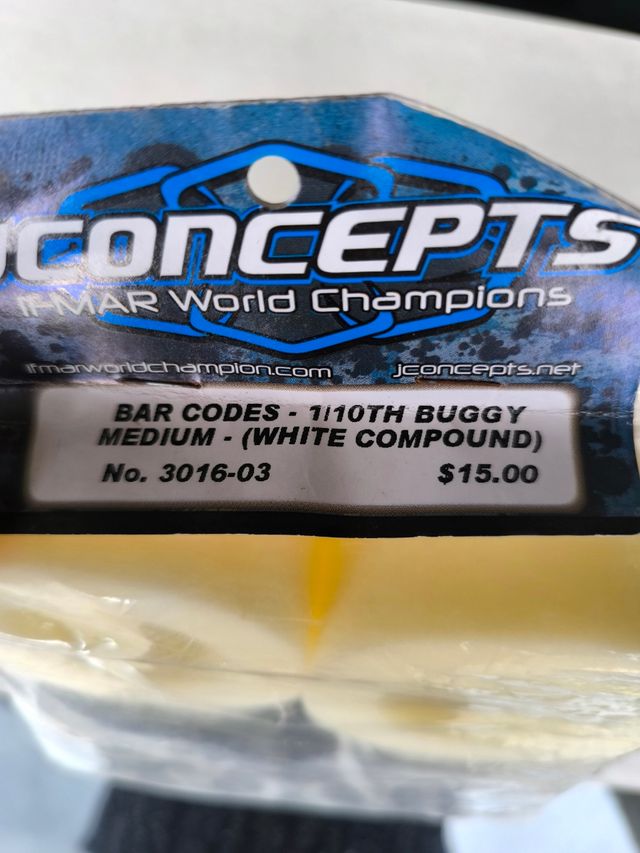 JCONCEPTS
IFMAR World Champions
ifmarworldchampion.com jconcepts.net
BAR CODES - 1/10TH BUGGY
MEDIUM - (WHITE COMPOUND)
No. 3016-03 $15.00